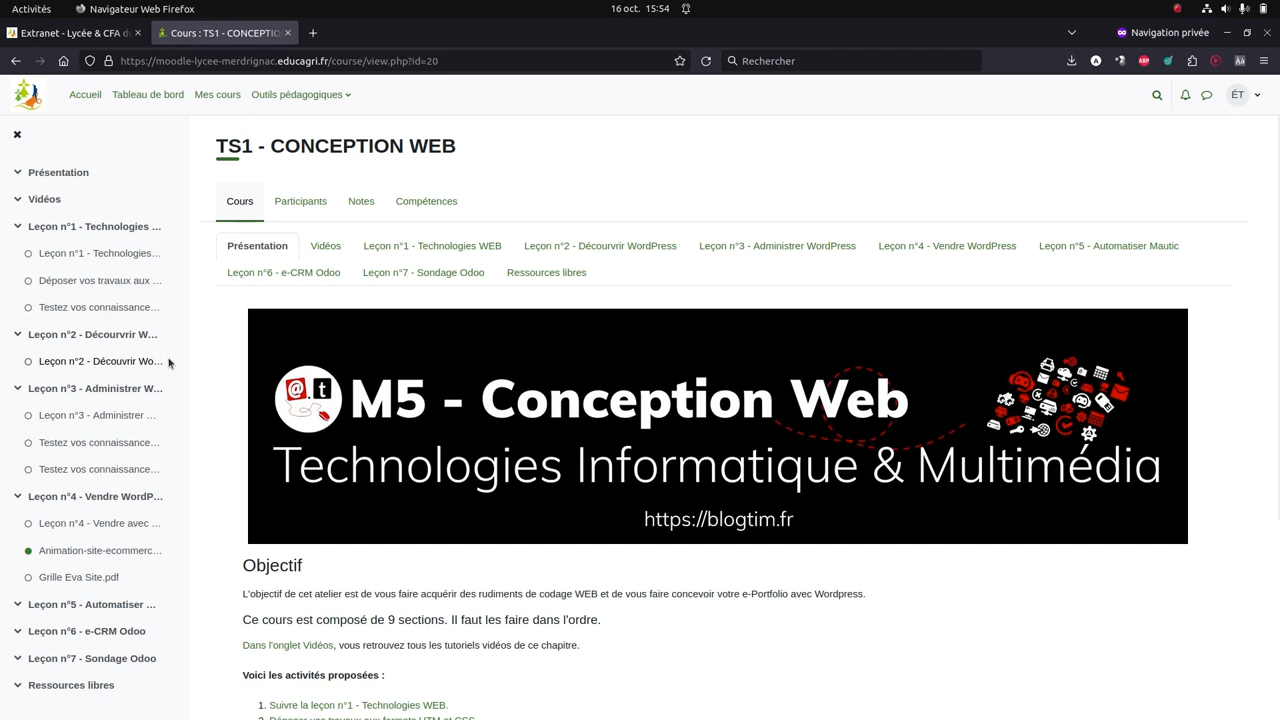 Activités
Navigateur Web Firefox
16 oct. 15:54
Extranet - Lycée & CFA d
Cours : TS1 - CONCEPTIO
Navigation privée
https://moodle-lycee-merdrignac.educagri.fr/course/view.php?id=20
Rechercher
Accueil
Tableau de bord
Mes cours
Outils pédagogiques
ÉT
TS1 - CONCEPTION WEB
Cours
Participants
Notes
Compétences
Présentation
Vidéos
Leçon n°1 - Technologies WEB
Leçon n°2 - Découvrir WordPress
Leçon n°3 - Administrer WordPress
Leçon n°4 - Vendre WordPress
Leçon n°5 - Automatiser Mautic
Leçon n°6 - e-CRM Odoo
Leçon n°7 - Sondage Odoo
Ressources libres
Présentation
Vidéos
Leçon n°1 - Technologies ...
Leçon n°1 - Technologies...
Déposer vos travaux aux ...
Testez vos connaissance...
Leçon n°2 - Décourvrir W...
Leçon n°2 - Découvrir Wo...
Leçon n°3 - Administrer W...
Leçon n°3 - Administrer ...
Testez vos connaissance...
Testez vos connaissance...
Leçon n°4 - Vendre WordP...
Leçon n°4 - Vendre avec ...
Animation-site-ecommerc...
Grille Eva Site.pdf
Leçon n°5 - Automatiser ...
Leçon n°6 - e-CRM Odoo
Leçon n°7 - Sondage Odoo
Ressources libres
@.t
M5 - Conception Web
Technologies Informatique & Multimédia
https://blogtim.fr
Objectif
L'objectif de cet atelier est de vous faire acquérir des rudiments de codage WEB et de vous faire concevoir votre e-Portfolio avec Wordpress.
Ce cours est composé de 9 sections. Il faut les faire dans l'ordre.
Dans l'onglet Vidéos, vous retrouvez tous les tutoriels vidéos de ce chapitre.
Voici les activités proposées :
1. Suivre la leçon n°1 - Technologies WEB.
2. Déposer vos travaux aux formats HTM et CSS.